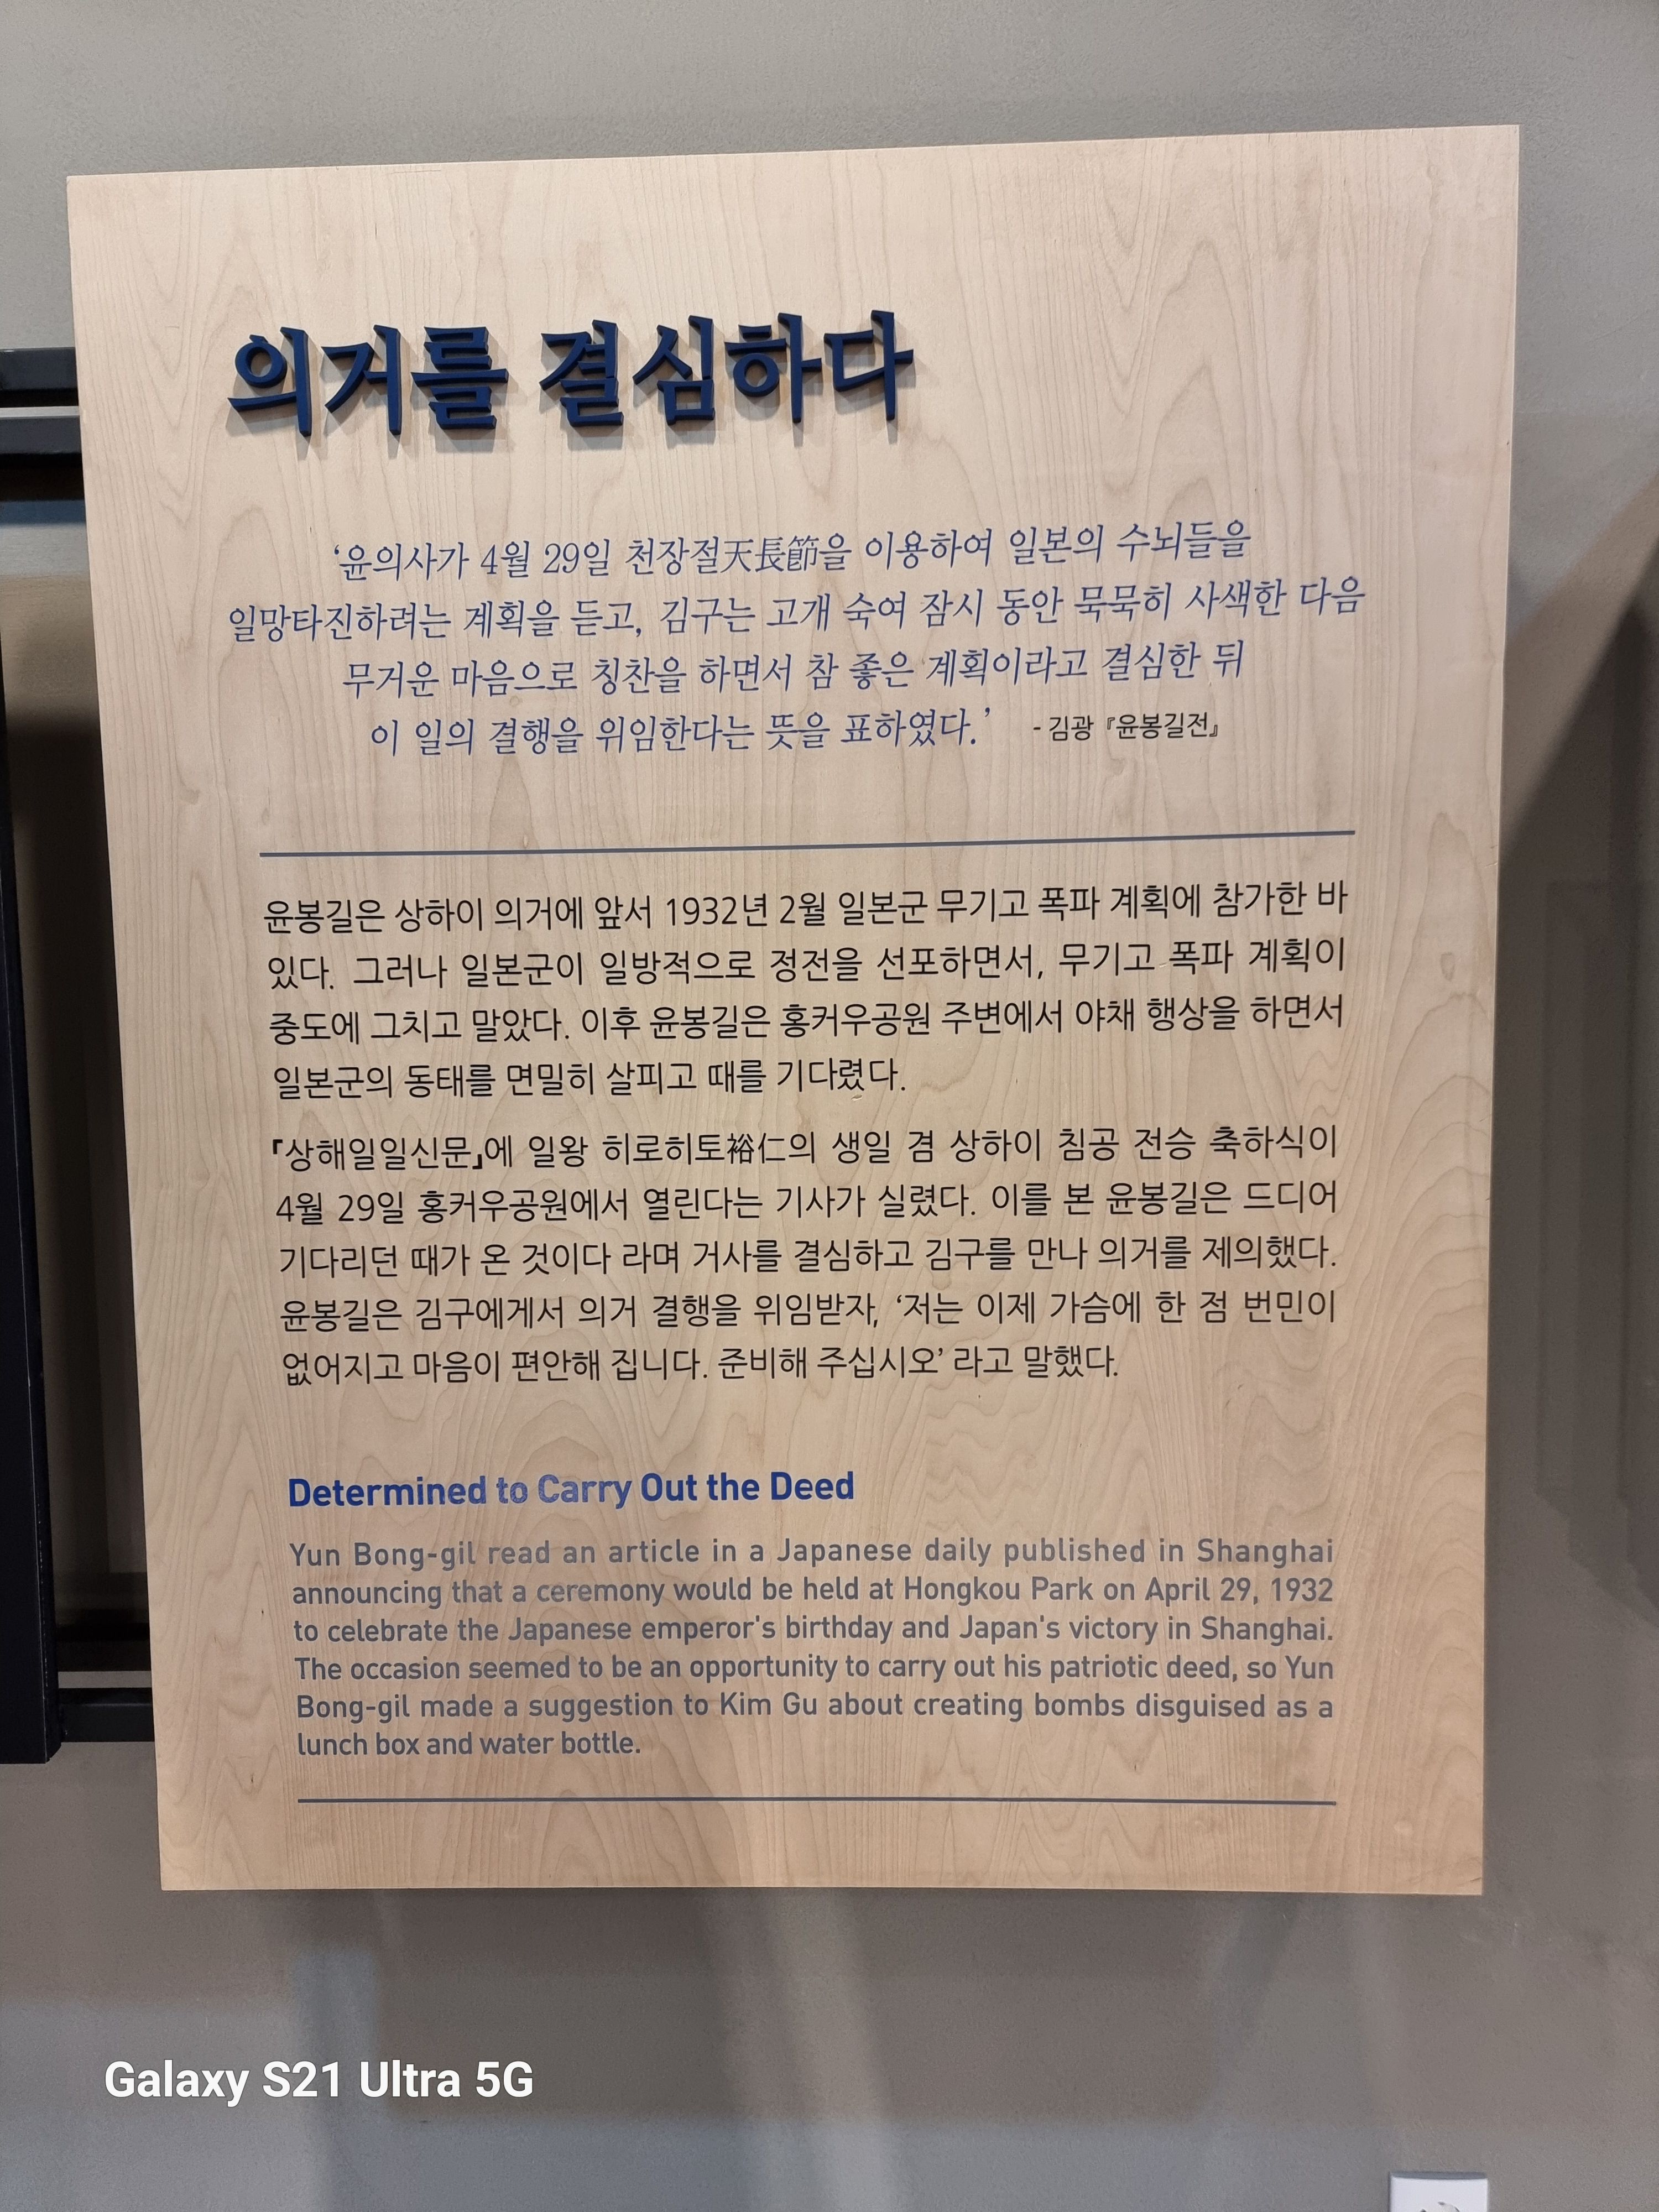 의거를 결심하다
‘윤의사가 4월 29일 천장절天長節을 이용하여 일본의 수뇌들을
일망타진하려는 계획을 듣고, 김구는 고개 숙여 잠시 동안 묵묵히 사색한 다음
무거운 마음으로 칭찬을 하면서 참 좋은 계획이라고 결심한 뒤
이 일의 결행을 위임한다는 뜻을 표하였다.’ - 김광 『윤봉길전』
윤봉길은 상하이 의거에 앞서 1932년 2월 일본군 무기고 폭파 계획에 참가한 바
있다. 그러나 일본군이 일방적으로 정전을 선포하면서, 무기고 폭파 계획이
중도에 그치고 말았다. 이후 윤봉길은 홍커우공원 주변에서 야채 행상을 하면서
일본군의 동태를 면밀히 살피고 때를 기다렸다.
『상해일일신문』에 일왕 히로히토裕仁의 생일 겸 상하이 침공 전승 축하식이
4월 29일 홍커우공원에서 열린다는 기사가 실렸다. 이를 본 윤봉길은 드디어
기다리던 때가 온 것이다 라며 거사를 결심하고 김구를 만나 의거를 제의했다.
윤봉길은 김구에게서 의거 결행을 위임받자, ‘저는 이제 가슴에 한 점 번민이
없어지고 마음이 편안해 집니다. 준비해 주십시오’ 라고 말했다.
Determined to Carry Out the Deed
Yun Bong-gil read an article in a Japanese daily published in Shanghai
announcing that a ceremony would be held at Hongkou Park on April 29, 1932
to celebrate the Japanese emperor's birthday and Japan's victory in Shanghai.
The occasion seemed to be an opportunity to carry out his patriotic deed, so Yun
Bong-gil made a suggestion to Kim Gu about creating bombs disguised as a
lunch box and water bottle.
Galaxy S21 Ultra 5G